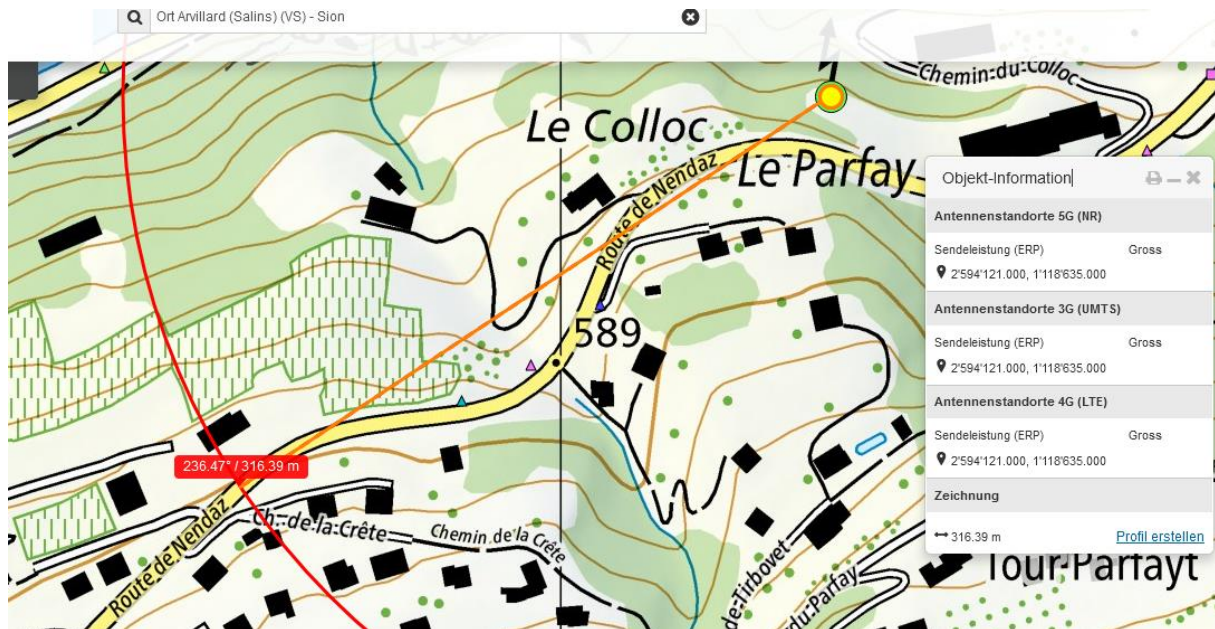 Ort Arvillard (Salins) (VS) - Sion
Chemin-du-Colloc
Le Colloc
Le Parfay
Route de Nendaz
589
236.47° / 316.39 m
Ch.-de-la-Crête
Chemin de la Crête
Route de Nendaz
de-Tirbovet
du-Parfay
Tour-Parfayt
Objekt-Information
Antennenstandorte 5G (NR)
Sendeleistung (ERP) Gross
2'594'121.000, 1'118'635.000
Antennenstandorte 3G (UMTS)
Sendeleistung (ERP) Gross
2'594'121.000, 1'118'635.000
Antennenstandorte 4G (LTE)
Sendeleistung (ERP) Gross
2'594'121.000, 1'118'635.000
Zeichnung
316.39 m Profil erstellen